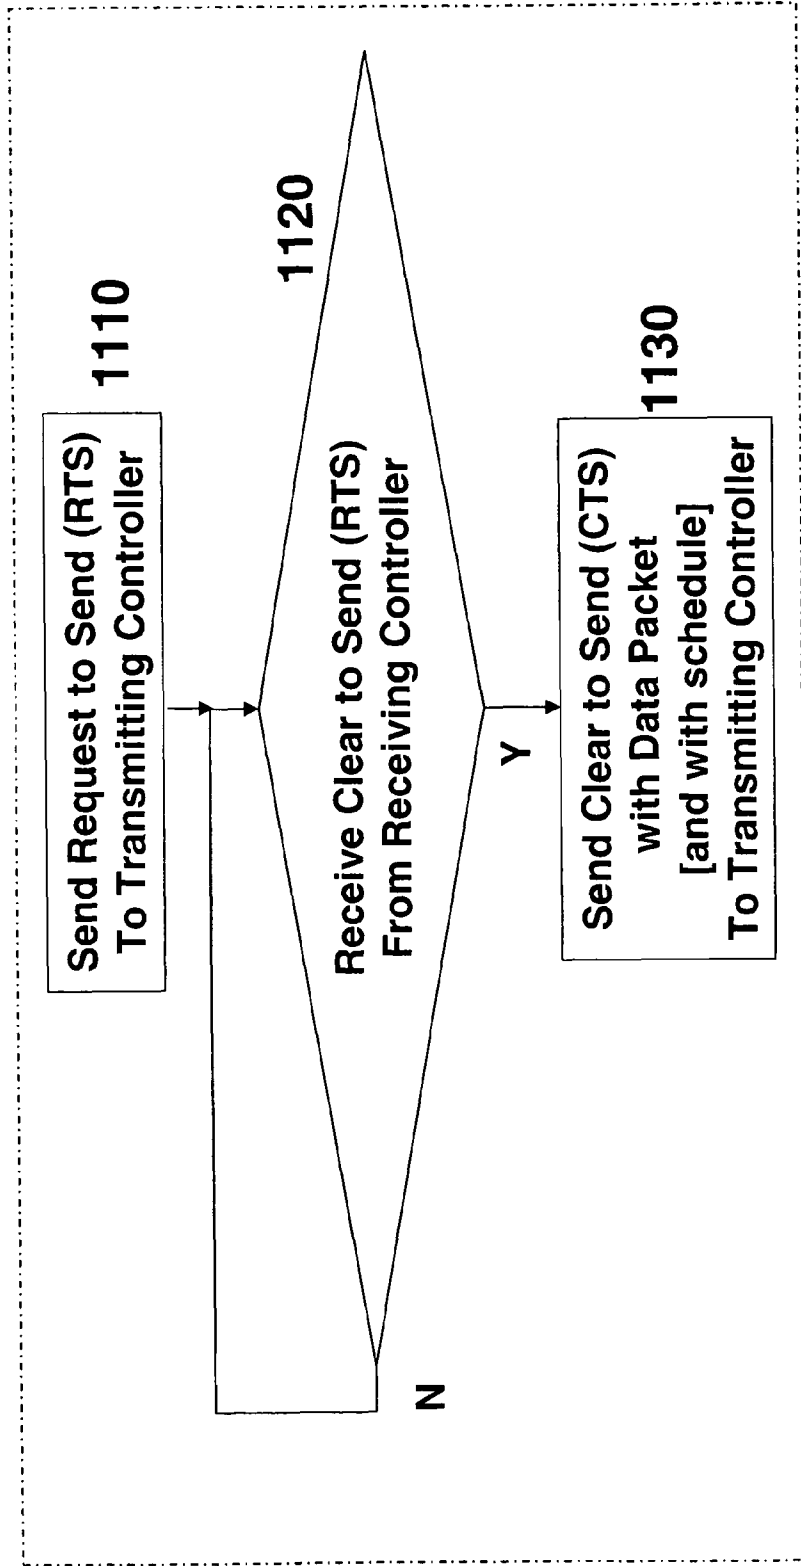 Send Request to Send (RTS)
To Transmitting Controller
1110
Receive Clear to Send (RTS)
From Receiving Controller
1120
N
Y
Send Clear to Send (CTS)
with Data Packet
[and with schedule]
To Transmitting Controller
1130